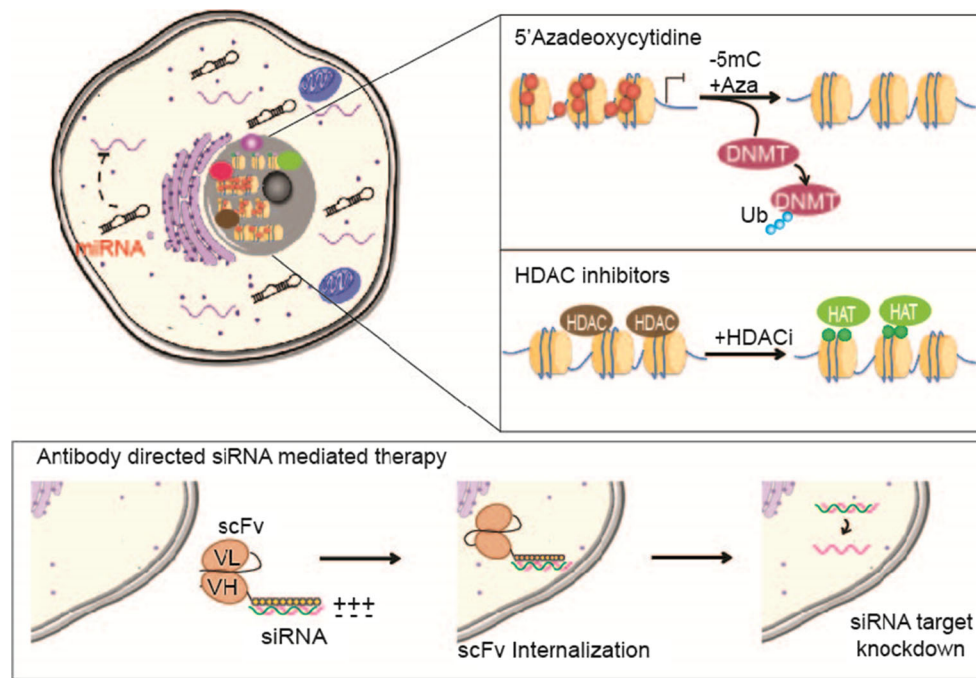 5'Azadeoxycytidine
-5mC
+Aza
DNMT
DNMT
Ub
miRNA
HDAC inhibitors
HDAC
HDAC
+HDACi
HAT
HAT
Antibody directed siRNA mediated therapy
scFv
VL
VH
+++
---
siRNA
scFv Internalization
siRNA target
knockdown